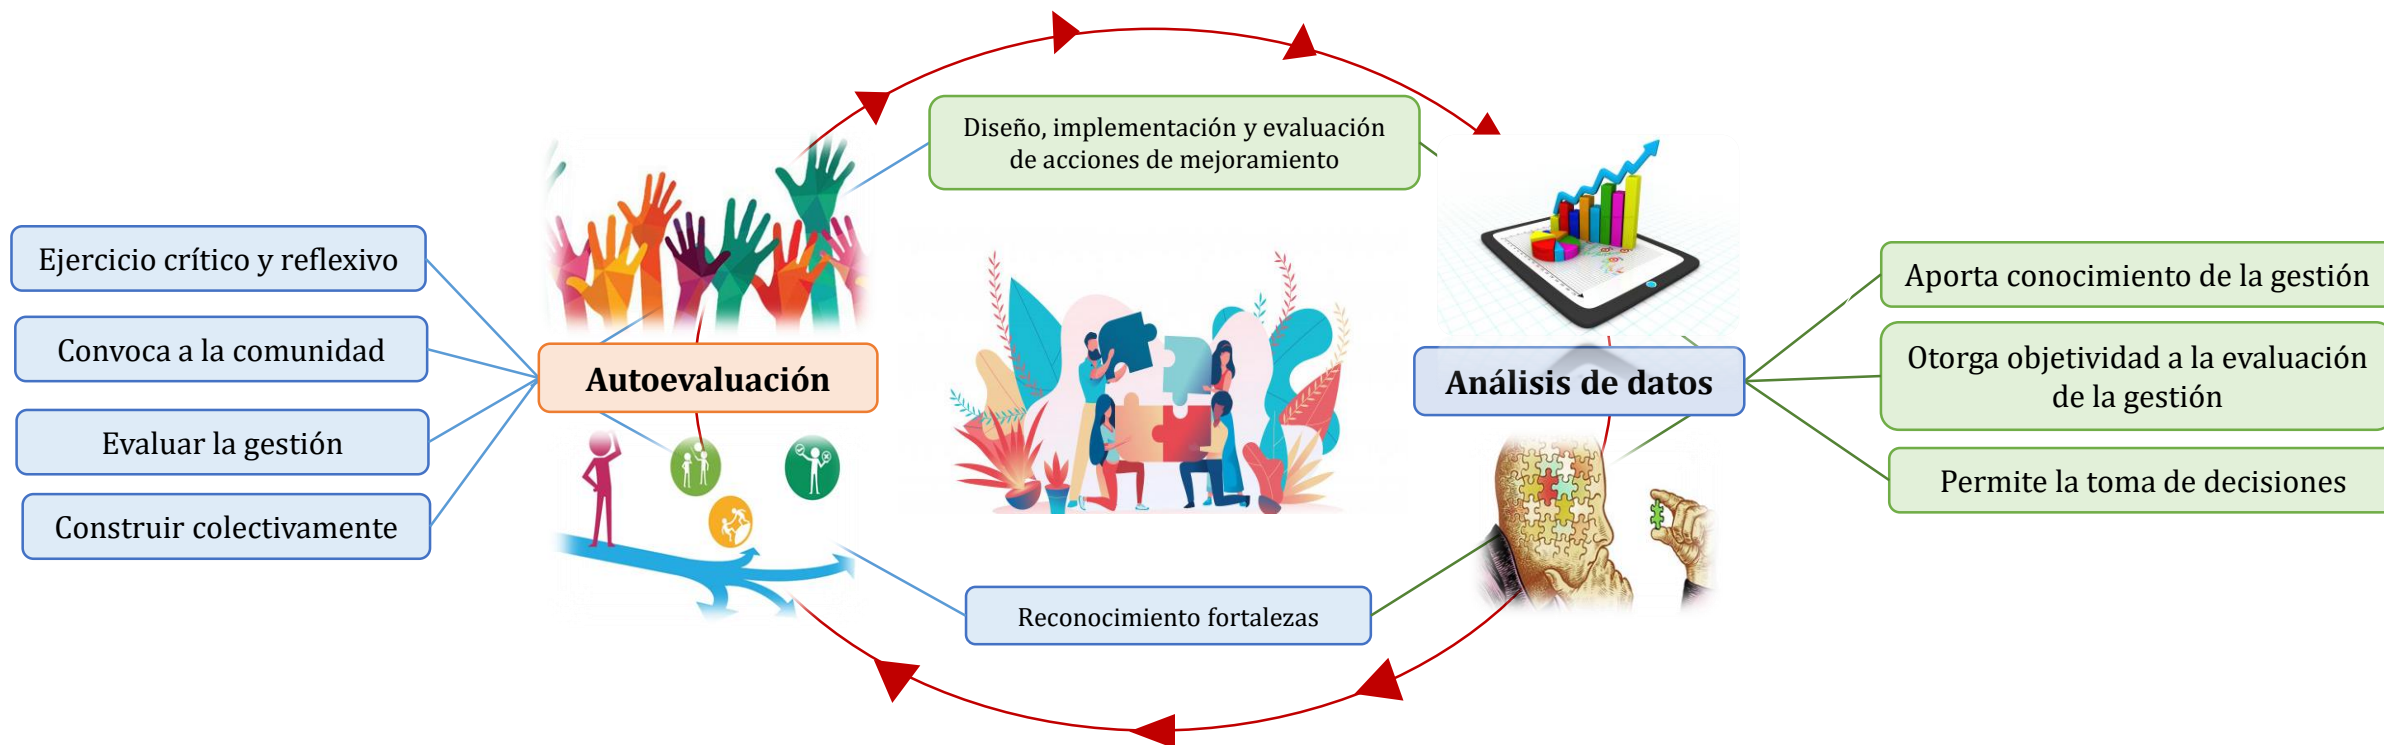 Diseño, implementación y evaluación
de acciones de mejoramiento
Ejercicio crítico y reflexivo
Convoca a la comunidad
Evaluar la gestión
Construir colectivamente
Autoevaluación
Análisis de datos
Aporta conocimiento de la gestión
Otorga objetividad a la evaluación
de la gestión
Permite la toma de decisiones
Reconocimiento fortalezas